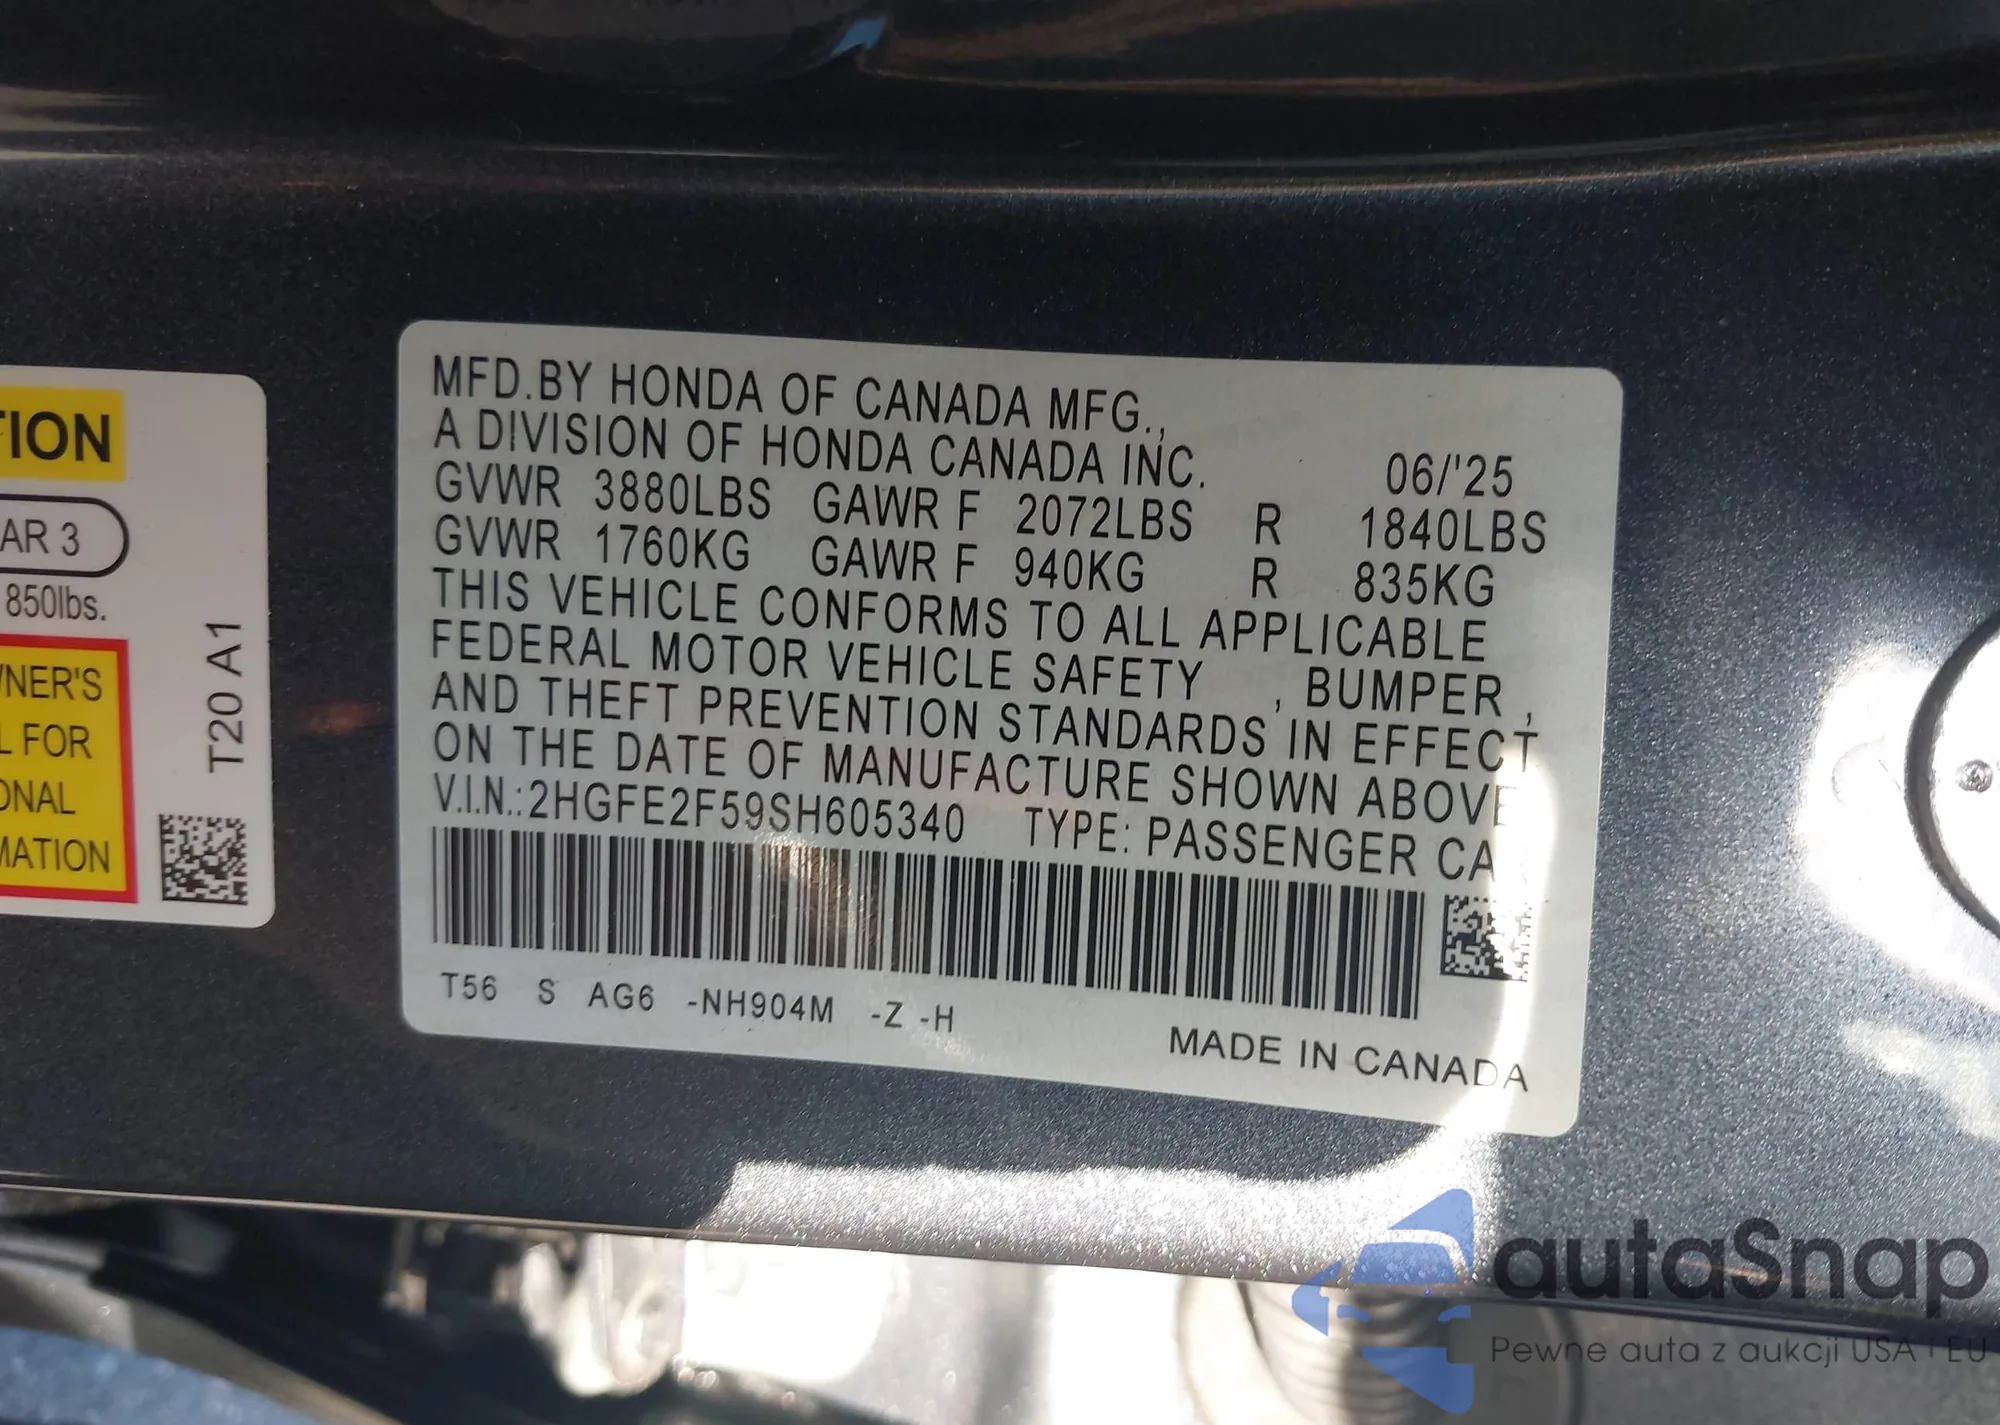 TION
AR 3
850lbs.
NER'S
L FOR
ONAL
MATION
T20 A1
MFD.BY HONDA OF CANADA MFG.,
A DIVISION OF HONDA CANADA INC. 06/'25
GVWR 3880LBS GAWR F 2072LBS R 1840LBS
GVWR 1760KG GAWR F 940KG R 835KG
THIS VEHICLE CONFORMS TO ALL APPLICABLE
FEDERAL MOTOR VEHICLE SAFETY , BUMPER ,
AND THEFT PREVENTION STANDARDS IN EFFECT
ON THE DATE OF MANUFACTURE SHOWN ABOVE
V.I.N.:2HGFE2F59SH605340 TYPE: PASSENGER CA
T56 S AG6 -NH904M -Z -H
MADE IN CANADA
autaSnap
Pewne auta z aukcji USA i EU